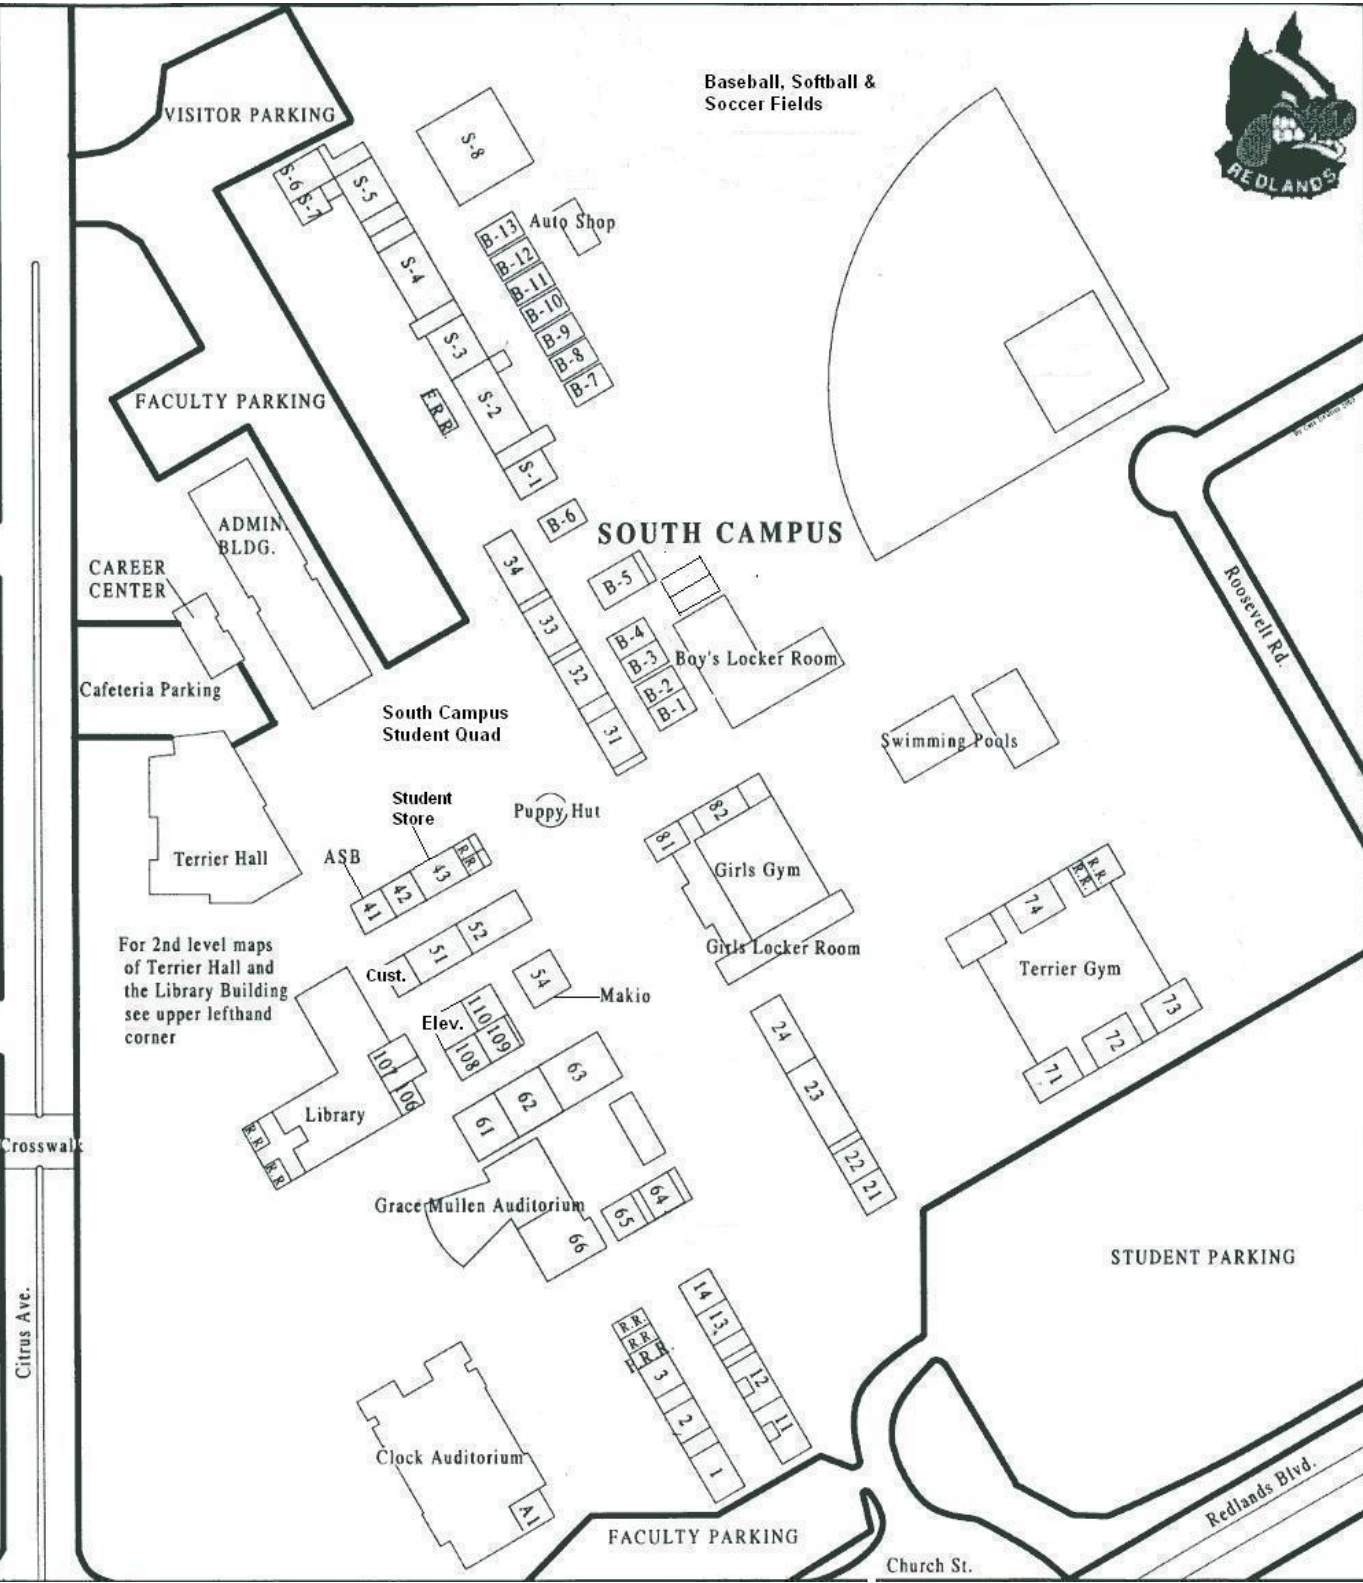 Baseball, Softball &
Soccer Fields
REDLANDS
VISITOR PARKING
S-8
S-6
S-7
S-5
Auto Shop
B-13
B-12
B-11
B-10
B-9
B-8
B-7
S-4
S-3
S-2
S-1
F.R.R.
FACULTY PARKING
ADMIN.
BLDG.
CAREER
CENTER
Cafeteria Parking
B-6
SOUTH CAMPUS
34
33
32
31
B-5
B-4
B-3
B-2
B-1
Boy's Locker Room
Roosevelt Rd.
Swimming Pools
South Campus
Student Quad
Student
Store
Puppy Hut
Terrier Hall
ASB
41
42
43
R.R.
81
82
Girls Gym
Girls Locker Room
74
R.R.
R.R.
Terrier Gym
73
72
71
For 2nd level maps
of Terrier Hall and
the Library Building
see upper lefthand
corner
Cust.
51
52
54
Makio
Elev.
110
109
108
107
106
Library
R.R.
R.R
61
62
63
24
23
22
21
Crosswalk
Grace Mullen Auditorium
66
65
64
STUDENT PARKING
Citrus Ave.
14
13
12
11
R.R.
R.R
F.R.R.
3
2
1
Clock Auditorium
A1
FACULTY PARKING
Church St.
Redlands Blvd.